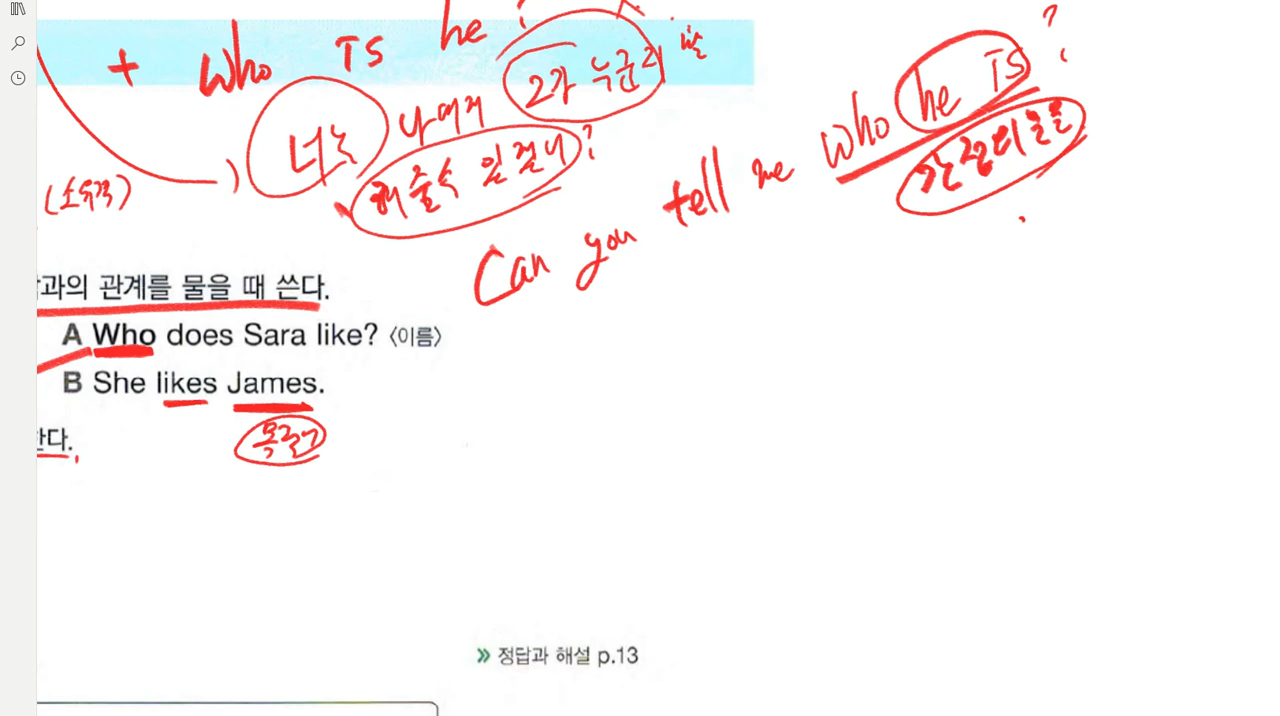 + who is he ?
그가 누군지 말
너는 나에게
해줄수 있겠니?
Can you tell me who he is ?
간접의문문
(소유격)
과의 관계를 물을 때 쓴다.
A Who does Sara like? 〈이름〉
B She likes James.
목적어
한다.
» 정답과 해설 p.13